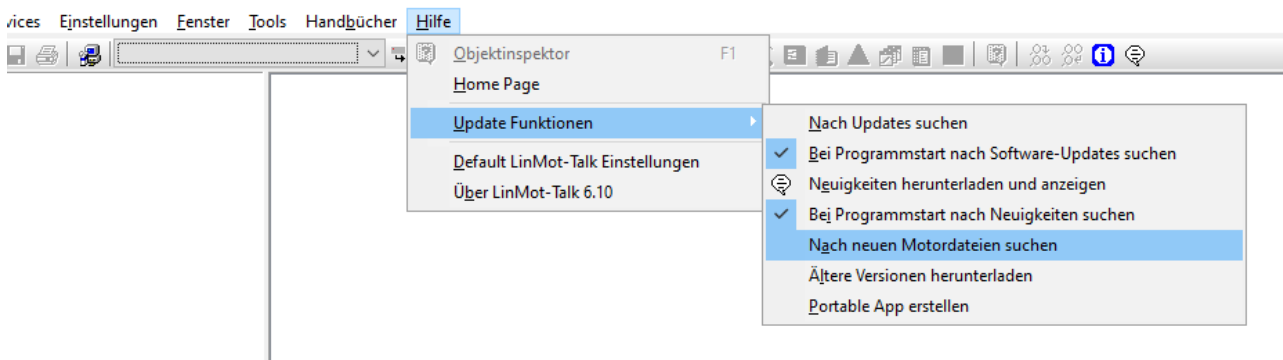 Einstellungen Fenster Tools Handbücher Hilfe
Objektinspektor F1
Home Page
Update Funktionen
Default LinMot-Talk Einstellungen
Über LinMot-Talk 6.10
Nach Updates suchen
Bei Programmstart nach Software-Updates suchen
Neuigkeiten herunterladen und anzeigen
Bei Programmstart nach Neuigkeiten suchen
Nach neuen Motordateien suchen
Ältere Versionen herunterladen
Portable App erstellen